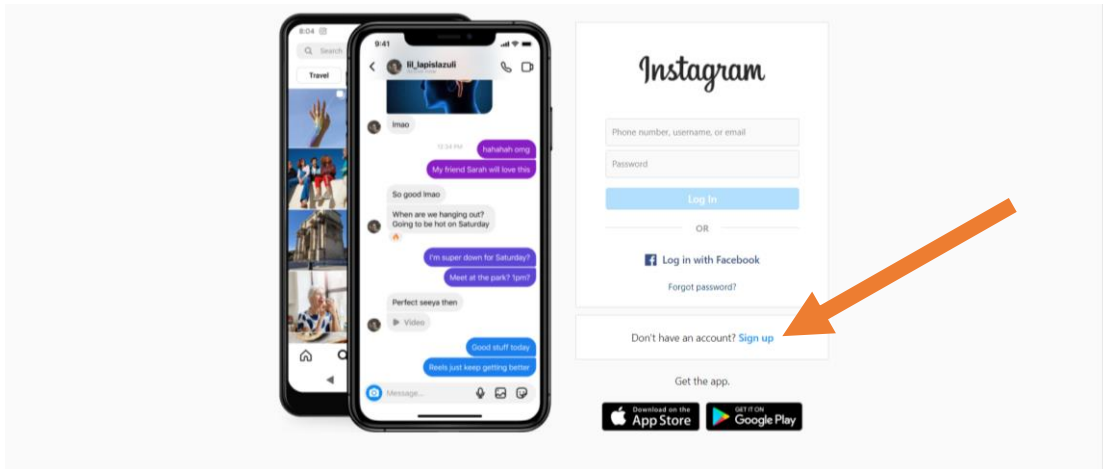 8:04
Search
Travel
9:41
lil_lapislazuli
lmao
12:34 PM
hahahah omg
My friend Sarah will love this
So good lmao
When are we hanging out?
Going to be hot on Saturday
I'm super down for Saturday?
Meet at the park? 1pm?
Perfect seeya then
Video
Good stuff today
Reels just keep getting better
Message...
Instagram
Phone number, username, or email
Password
Log In
OR
Log in with Facebook
Forgot password?
Don't have an account? Sign up
Get the app.
Download on the
App Store
GET IT ON
Google Play